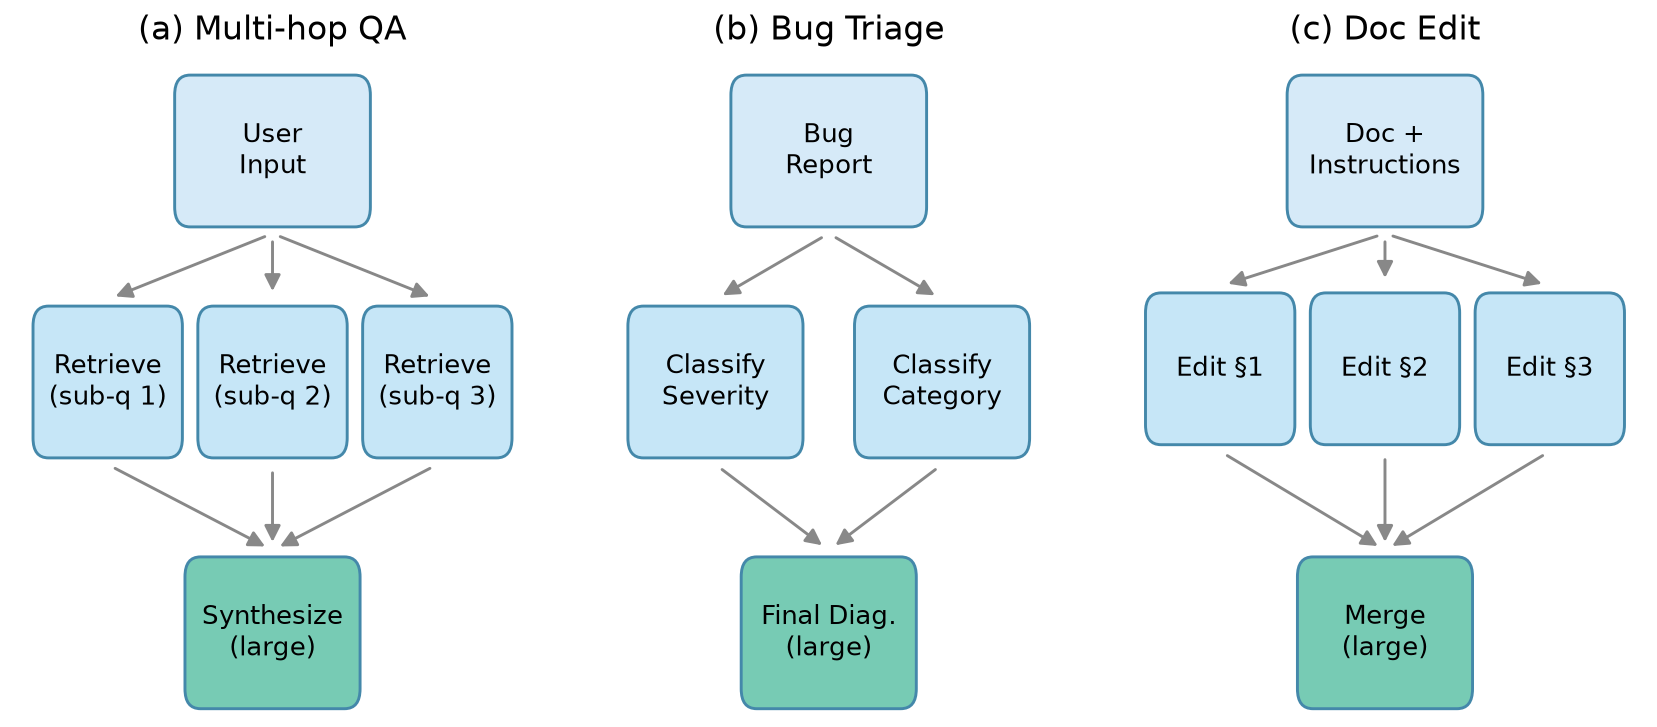 (a) Multi-hop QA
User
Input
Retrieve
(sub-q 1)
Retrieve
(sub-q 2)
Retrieve
(sub-q 3)
Synthesize
(large)
(b) Bug Triage
Bug
Report
Classify
Severity
Classify
Category
Final Diag.
(large)
(c) Doc Edit
Doc +
Instructions
Edit §1
Edit §2
Edit §3
Merge
(large)